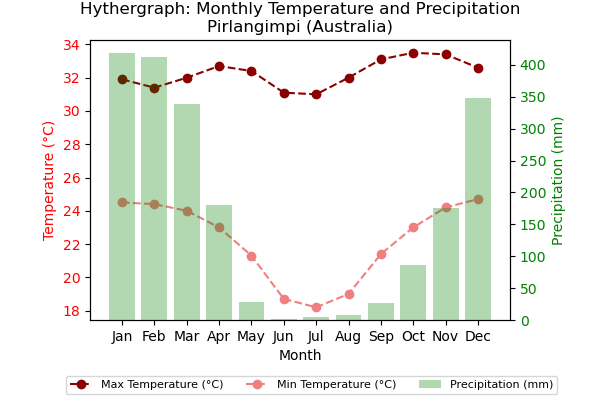 Hythergraph: Monthly Temperature and Precipitation
Pirlangimpi (Australia)
Temperature (°C)
34
32
30
28
26
24
22
20
18
Precipitation (mm)
400
350
300
250
200
150
100
50
0
Jan Feb Mar Apr May Jun Jul Aug Sep Oct Nov Dec
Month
Max Temperature (°C) Min Temperature (°C) Precipitation (mm)